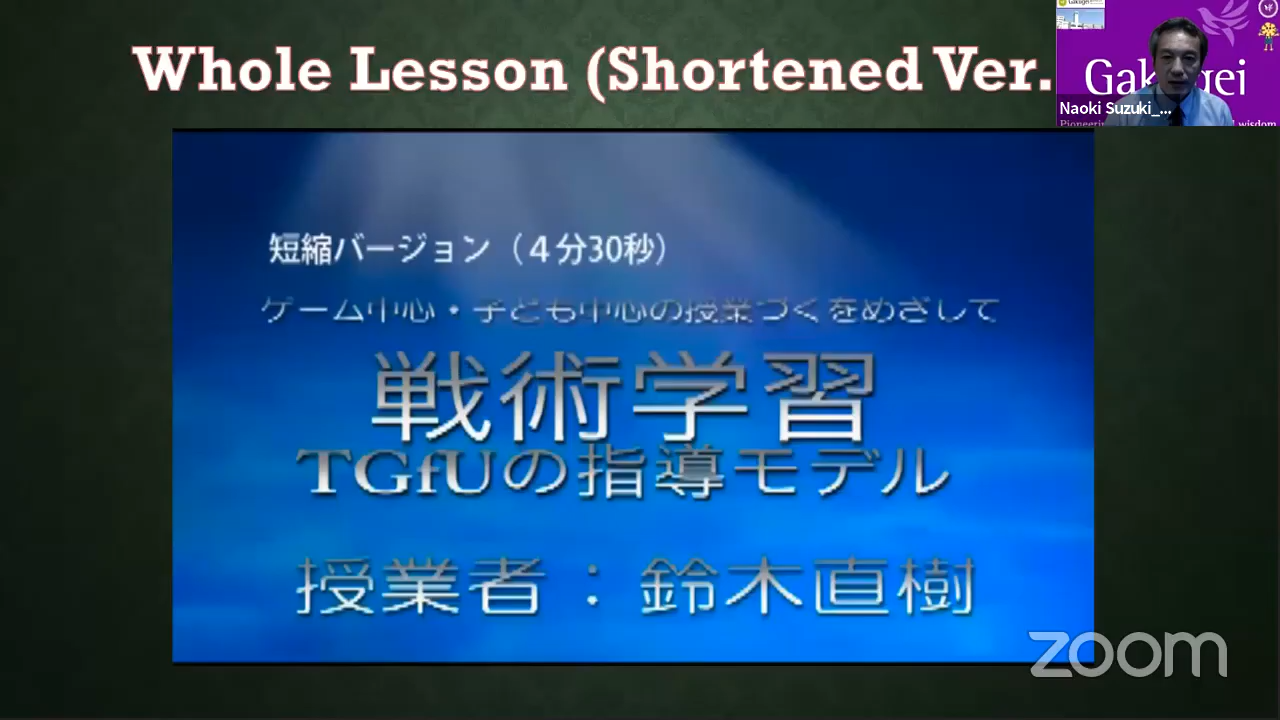 Whole Lesson (Shortened Ver.
Gakugei
Naoki Suzuki_...
wisdom
短縮バージョン（４分30秒）
ゲーム中心・子ども中心の授業づくをめざして
戦術学習
TGfUの指導モデル
授業者：鈴木直樹
zoom